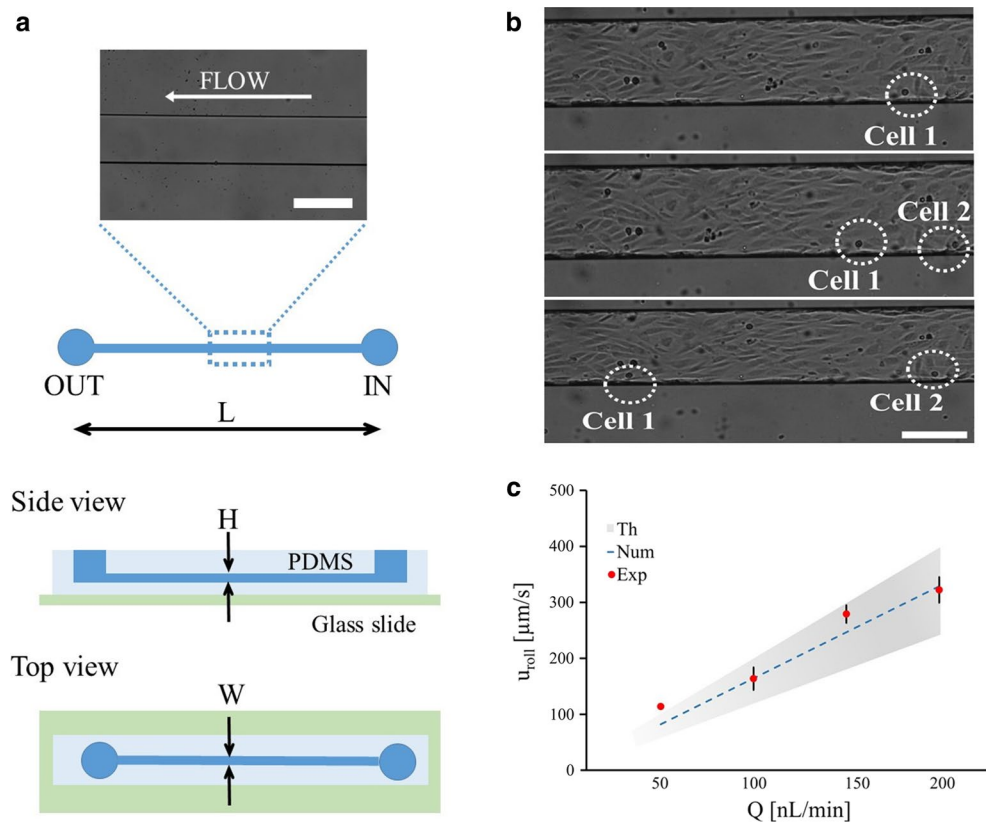 a
FLOW
OUT
IN
L
Side view
H
PDMS
Glass slide
Top view
W
b
Cell 1
Cell 2
Cell 1
Cell 1
Cell 2
c
500
400
300
200
100
0
Th
Num
Exp
u_roll [µm/s]
50 100 150 200
Q [nL/min]